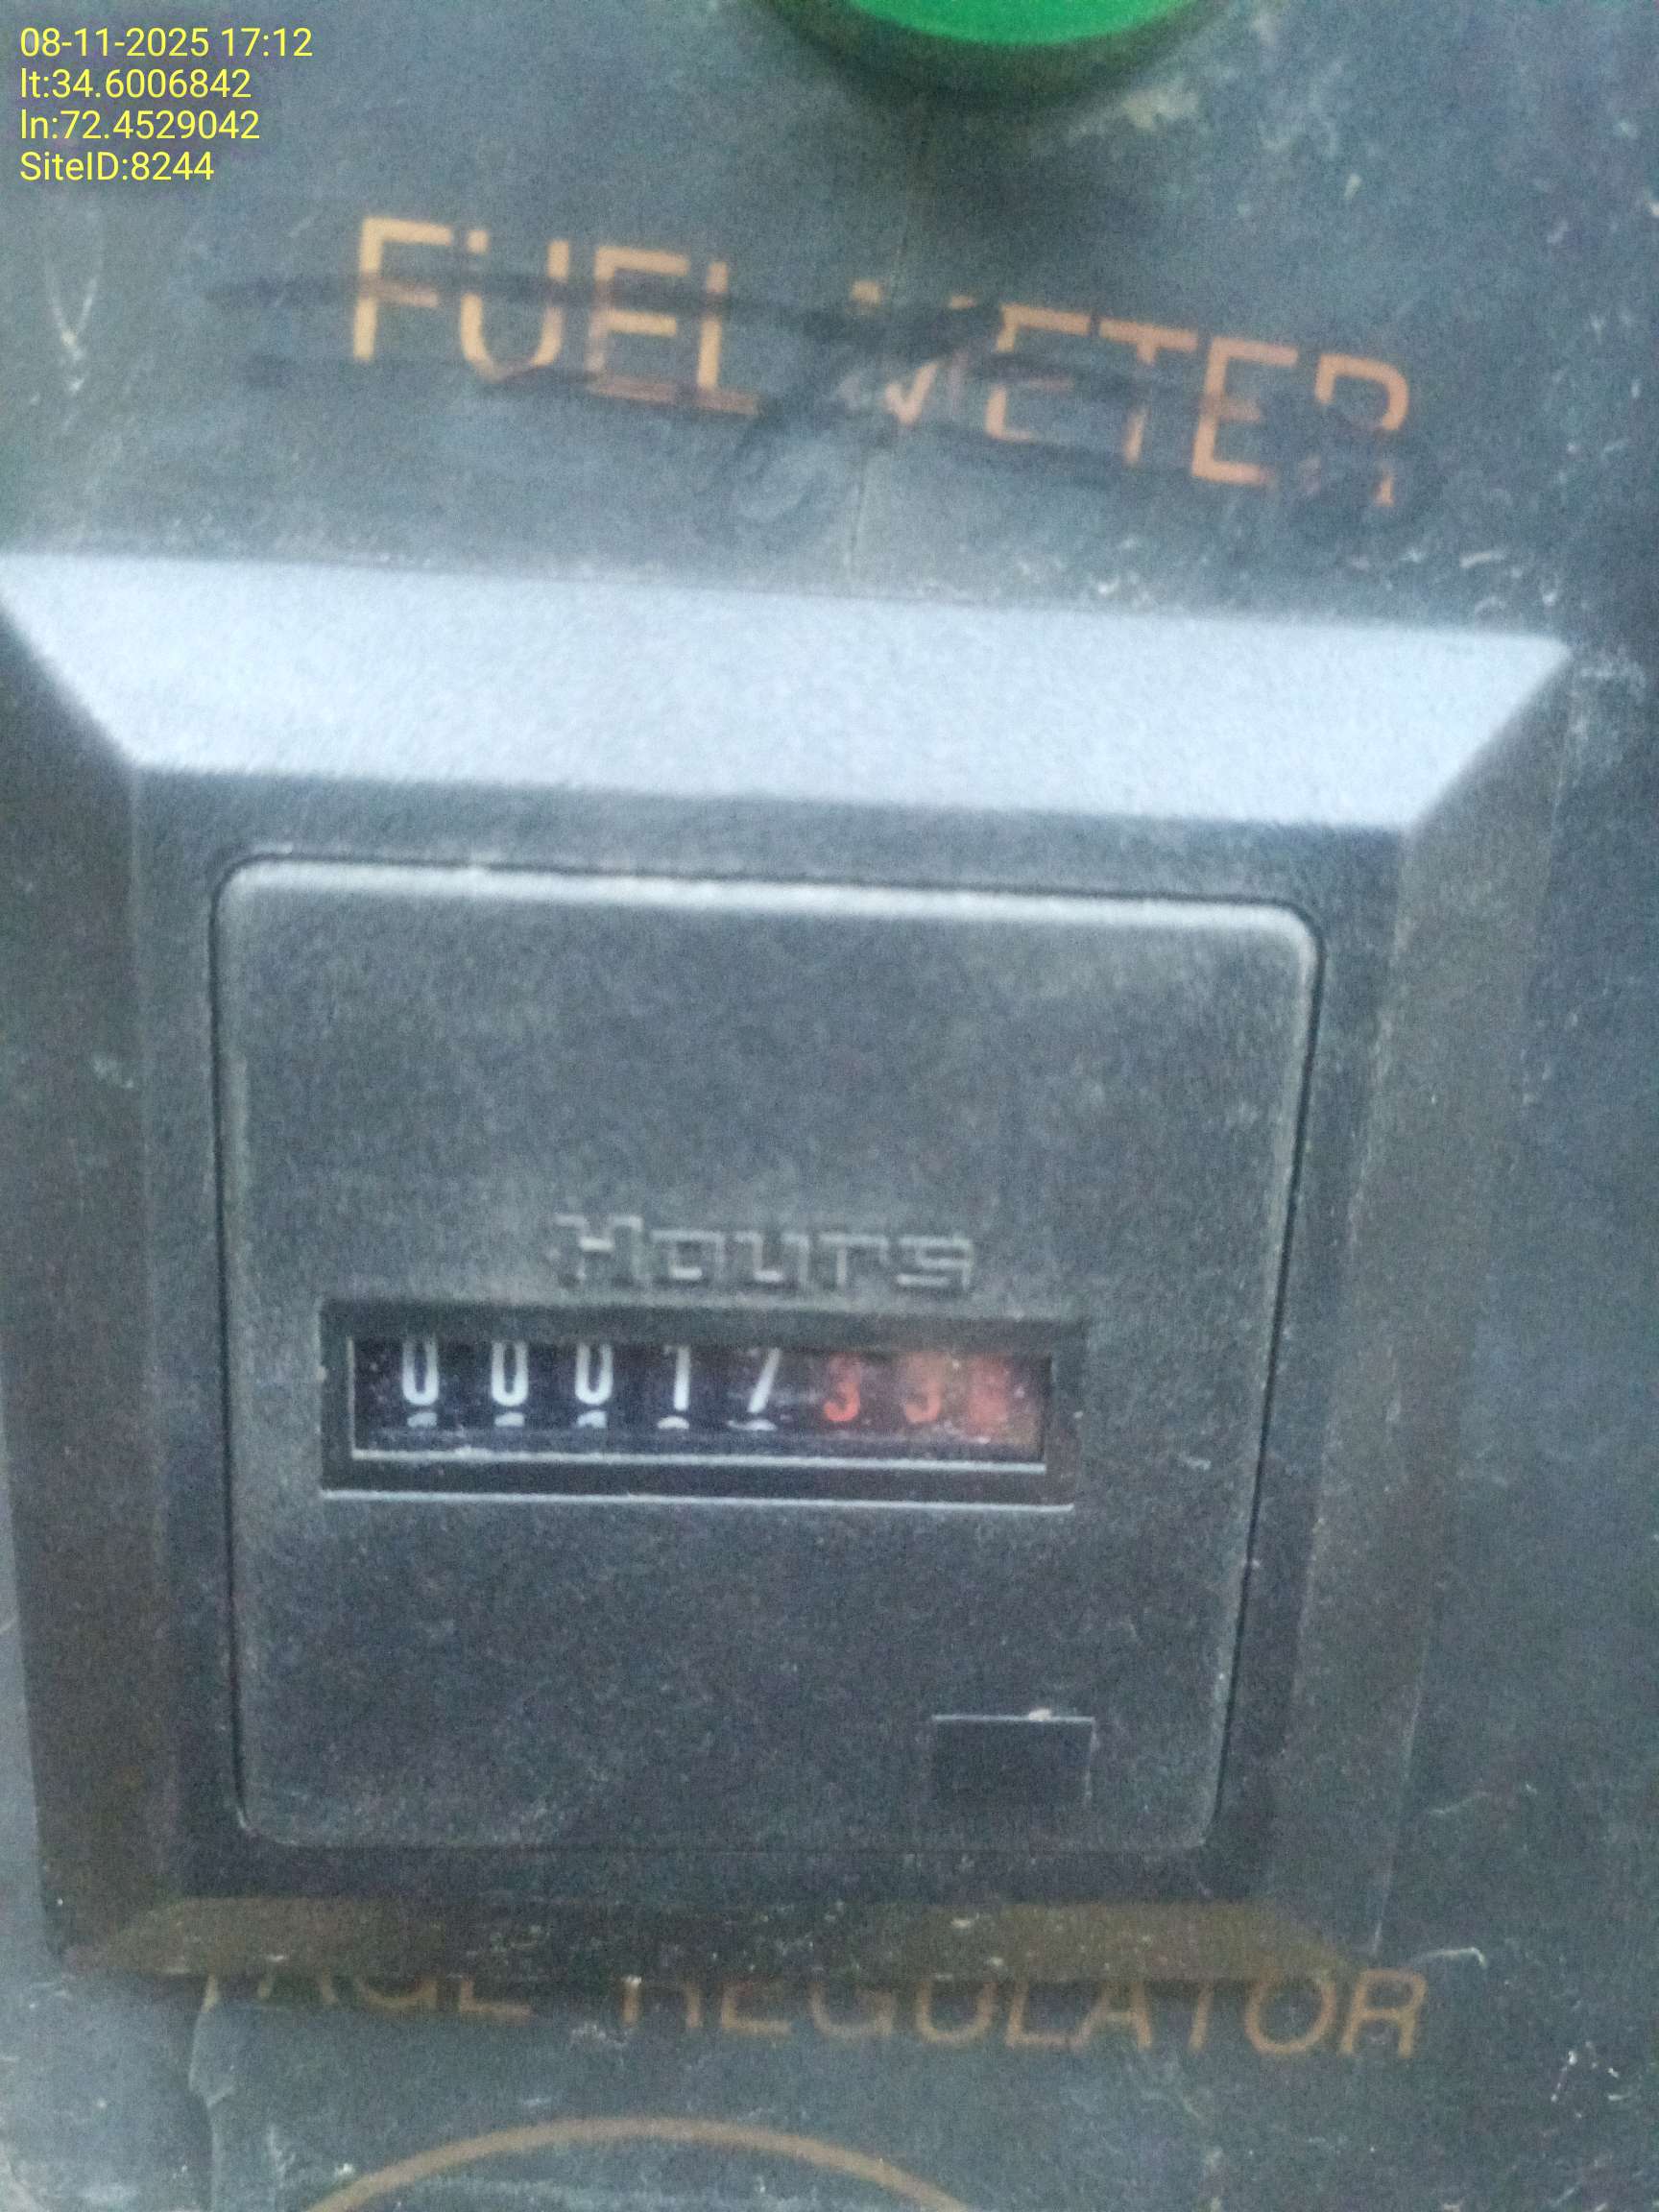 08-11-2025 17:12
lt:34.6006842
ln:72.4529042
SiteID:8244
FUEL METER
Hours
0001733
REGULATOR